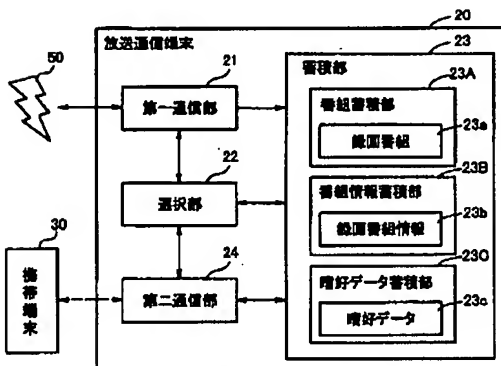 20
放送通信端末
23
蓄積部
50
21
第一通信部
23A
番組蓄積部
23a
録画番組
22
選択部
23B
番組情報蓄積部
23b
録画番組情報
30
携帯端末
24
第二通信部
23C
嗜好データ蓄積部
23c
嗜好データ